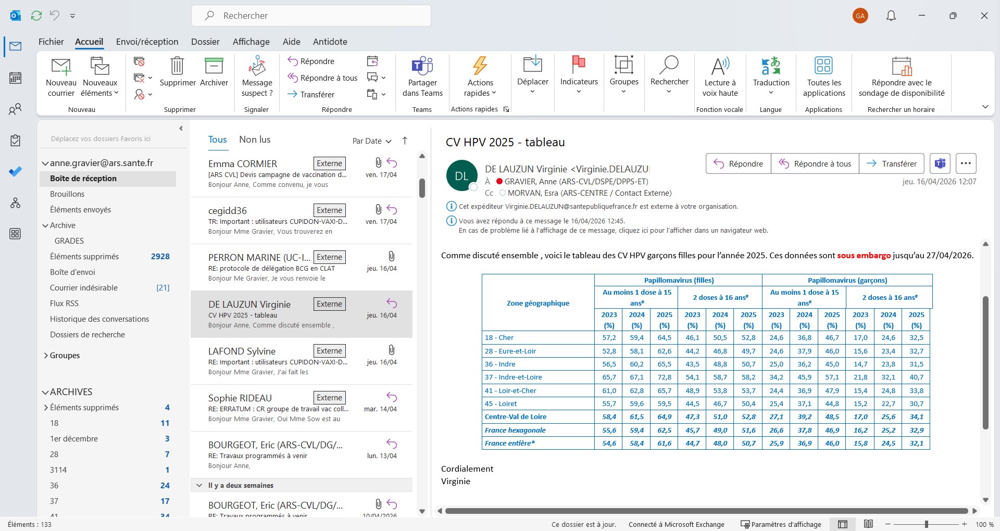 Rechercher
GA
Fichier Accueil Envoi/réception Dossier Affichage Aide Antidote
Nouveau courrier
Nouveaux éléments
Nouveau
Supprimer
Archiver
Supprimer
Message suspect ?
Signaler
Répondre
Répondre à tous
Transférer
Répondre
Partager dans Teams
Teams
Actions rapides
Actions rapides
Déplacer
Indicateurs
Groupes
Rechercher
Lecture à voix haute
Fonction vocale
Traduction
Langue
Toutes les applications
Applications
Répondre avec le sondage de disponibilité
Rechercher un horaire
Déplacez vos dossiers Favoris ici
anne.gravier@ars.sante.fr
Boîte de réception
Brouillons
Éléments envoyés
Archive
GRADES
Éléments supprimés 2928
Boîte d'envoi
Courrier indésirable [21]
Flux RSS
Historique des conversations
Dossiers de recherche
Groupes
ARCHIVES
Éléments supprimés 4
18 11
1er décembre 3
28 7
3114 1
36 24
37 17
41 34
Tous Non lus Par Date
Emma CORMIER Externe
[ARS CVL] Devis campagne de vaccination d... ven. 17/04
Bonjour Anne, Comme convenu, je vous
cegidd36 Externe
TR: Important : utilisateurs CUPIDON-VAXI-D... ven. 17/04
Bonjour Mme Gravier, Vous trouverez en
PERRON MARINE (UC-I... Externe
RE: protocole de délégation BCG en CLAT jeu. 16/04
Bonjour Me Gravier, Je vous renvoie le
DE LAUZUN Virginie Externe
CV HPV 2025 - tableau jeu. 16/04
Bonjour Anne, Comme discuté ensemble ,
LAFOND Sylvine Externe
RE: Important : utilisateurs CUPIDON-VAXI-D... jeu. 16/04
Bonjour Mme Gravier, J'ai fait les
Sophie RIDEAU Externe
RE: ERRATUM : CR groupe de travail vac coll... mar. 14/04
Bonjour Mme Gravier, Oui Mme Sow est au
BOURGEOT, Eric (ARS-CVL/DG/...
RE: Travaux programmés à venir lun. 13/04
Bonjour Anne,
Il y a deux semaines
BOURGEOT, Eric (ARS-CVL/DG/...
RE: Travaux programmés à venir 10/04/2026
CV HPV 2025 - tableau
DL
DE LAUZUN Virginie <Virginie.DELAUZU
À GRAVIER, Anne (ARS-CVL/DSPE/DPPS-ET)
Cc MORVAN, Esra (ARS-CENTRE / Contact Externe)
Répondre Répondre à tous Transférer
jeu. 16/04/2026 12:07
Cet expéditeur Virginie.DELAUZUN@santepubliquefrance.fr est externe à votre organisation.
Vous avez répondu à ce message le 16/04/2026 12:45.
En cas de problème lié à l'affichage de ce message, cliquez ici pour l'afficher dans un navigateur web.
Comme discuté ensemble , voici le tableau des CV HPV garçons filles pour l’année 2025. Ces données sont sous embargo jusqu’au 27/04/2026.
Zone géographique Papillomavirus (filles) Papillomavirus (garçons)
Au moins 1 dose à 15 ans# 2 doses à 16 ans# Au moins 1 dose à 15 ans# 2 doses à 16 ans#
2023 (%) 2024 (%) 2025 (%) 2023 (%) 2024 (%) 2025 (%) 2023 (%) 2024 (%) 2025 (%) 2023 (%) 2024 (%) 2025 (%)
18 - Cher 57,2 59,4 64,5 46,1 50,5 52,8 24,6 36,8 46,7 17,0 24,6 32,5
28 - Eure-et-Loir 52,8 58,1 62,6 44,2 46,8 49,7 24,6 37,9 46,0 15,6 23,4 32,7
36 - Indre 56,5 60,2 65,5 43,5 48,8 50,7 25,0 36,2 45,0 14,7 23,8 31,5
37 - Indre-et-Loire 65,7 67,1 72,8 54,1 58,7 58,2 34,2 45,9 57,1 21,8 32,1 40,7
41 - Loir-et-Cher 61,0 62,8 65,7 48,9 53,8 53,7 24,4 36,9 47,9 15,4 24,8 33,8
45 - Loiret 55,7 59,6 59,5 44,5 46,7 50,4 25,4 37,1 44,8 15,2 22,7 30,7
Centre-Val de Loire 58,4 61,5 64,9 47,3 51,0 52,8 27,1 39,2 48,5 17,0 25,6 34,1
France hexagonale 55,6 59,4 62,5 45,7 49,0 51,6 26,6 37,8 46,9 16,2 25,2 32,9
France entière* 54,6 58,4 61,6 44,7 48,0 50,7 25,9 36,9 46,0 15,8 24,5 32,1
Cordialement
Virginie
Éléments : 133
Ce dossier est à jour. Connecté à Microsoft Exchange Paramètres d'affichage 100 %